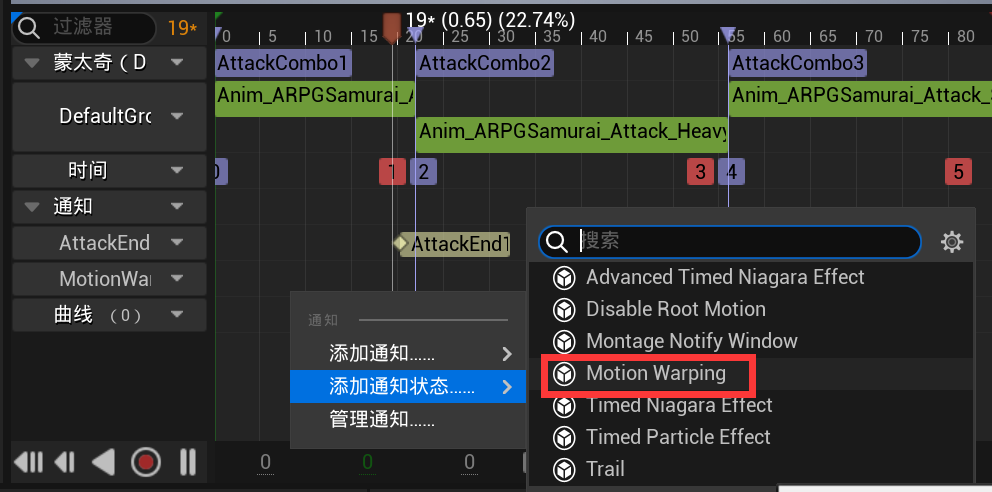 过滤器 19*
19* (0.65) (22.74%)
0 5 10 15 20 25 30 35 40 45 50 55 60 65 70 75 80
蒙太奇（D
AttackCombo1 AttackCombo2 AttackCombo3
Anim_ARPGSamurai_A Anim_ARPGSamurai_Attack_S
DefaultGrc
Anim_ARPGSamurai_Attack_Heavy
时间
0 1 2 3 4 5
通知
AttackEnd
AttackEnd1
MotionWar
曲线 （0）
通知
添加通知......
添加通知状态......
管理通知......
搜索
Advanced Timed Niagara Effect
Disable Root Motion
Montage Notify Window
Motion Warping
Timed Niagara Effect
Timed Particle Effect
Trail
0 0 0